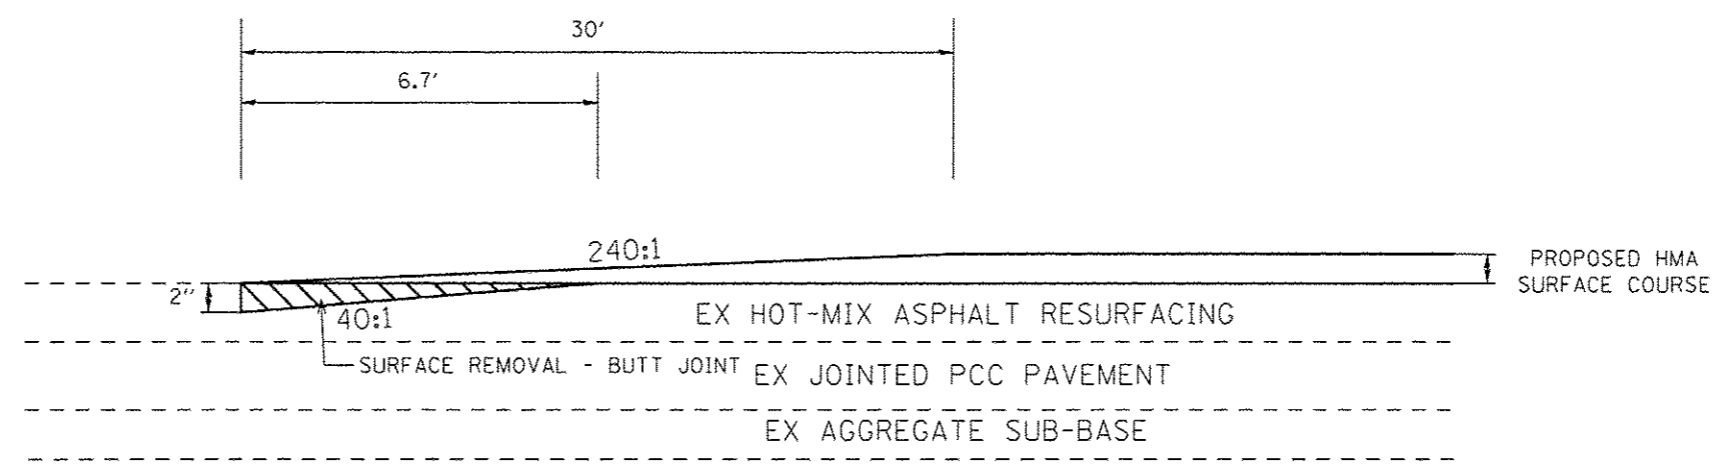 30'
6.7'
240:1
PROPOSED HMA
SURFACE COURSE
2"
40:1
EX HOT-MIX ASPHALT RESURFACING
SURFACE REMOVAL - BUTT JOINT
EX JOINTED PCC PAVEMENT
EX AGGREGATE SUB-BASE